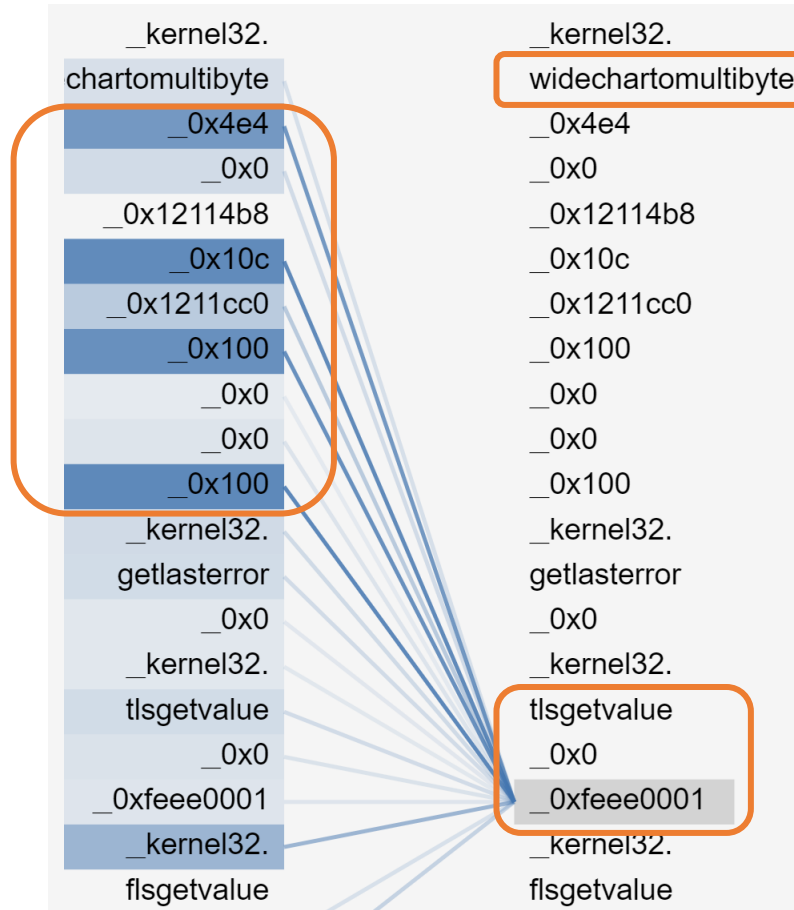 _kernel32. _kernel32.
chartomultibyte widechartomultibyte
_0x4e4 _0x4e4
_0x0 _0x0
_0x12114b8 _0x12114b8
_0x10c _0x10c
_0x1211cc0 _0x1211cc0
_0x100 _0x100
_0x0 _0x0
_0x0 _0x0
_0x100 _0x100
_kernel32. _kernel32.
getlasterror getlasterror
_0x0 _0x0
_kernel32. _kernel32.
tlsgetvalue tlsgetvalue
_0x0 _0x0
_0xfeee0001 _0xfeee0001
_kernel32. _kernel32.
flsgetvalue flsgetvalue